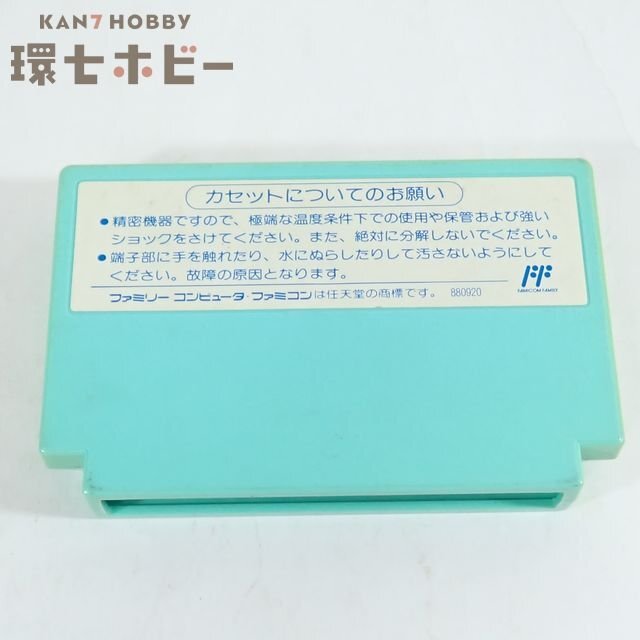 KAN7HOBBY
環七ホビー
カセットについてのお願い
●精密機器ですので、極端な温度条件下での使用や保管および強い
ショックをさけてください。また、絶対に分解しないでください。
●端子部に手を触れたり、水にぬらしたりして汚さないようにして
ください。故障の原因となります。
ファミリー コンピュータ・ファミコンは任天堂の商標です。 880920
FAMICOM FAMILY